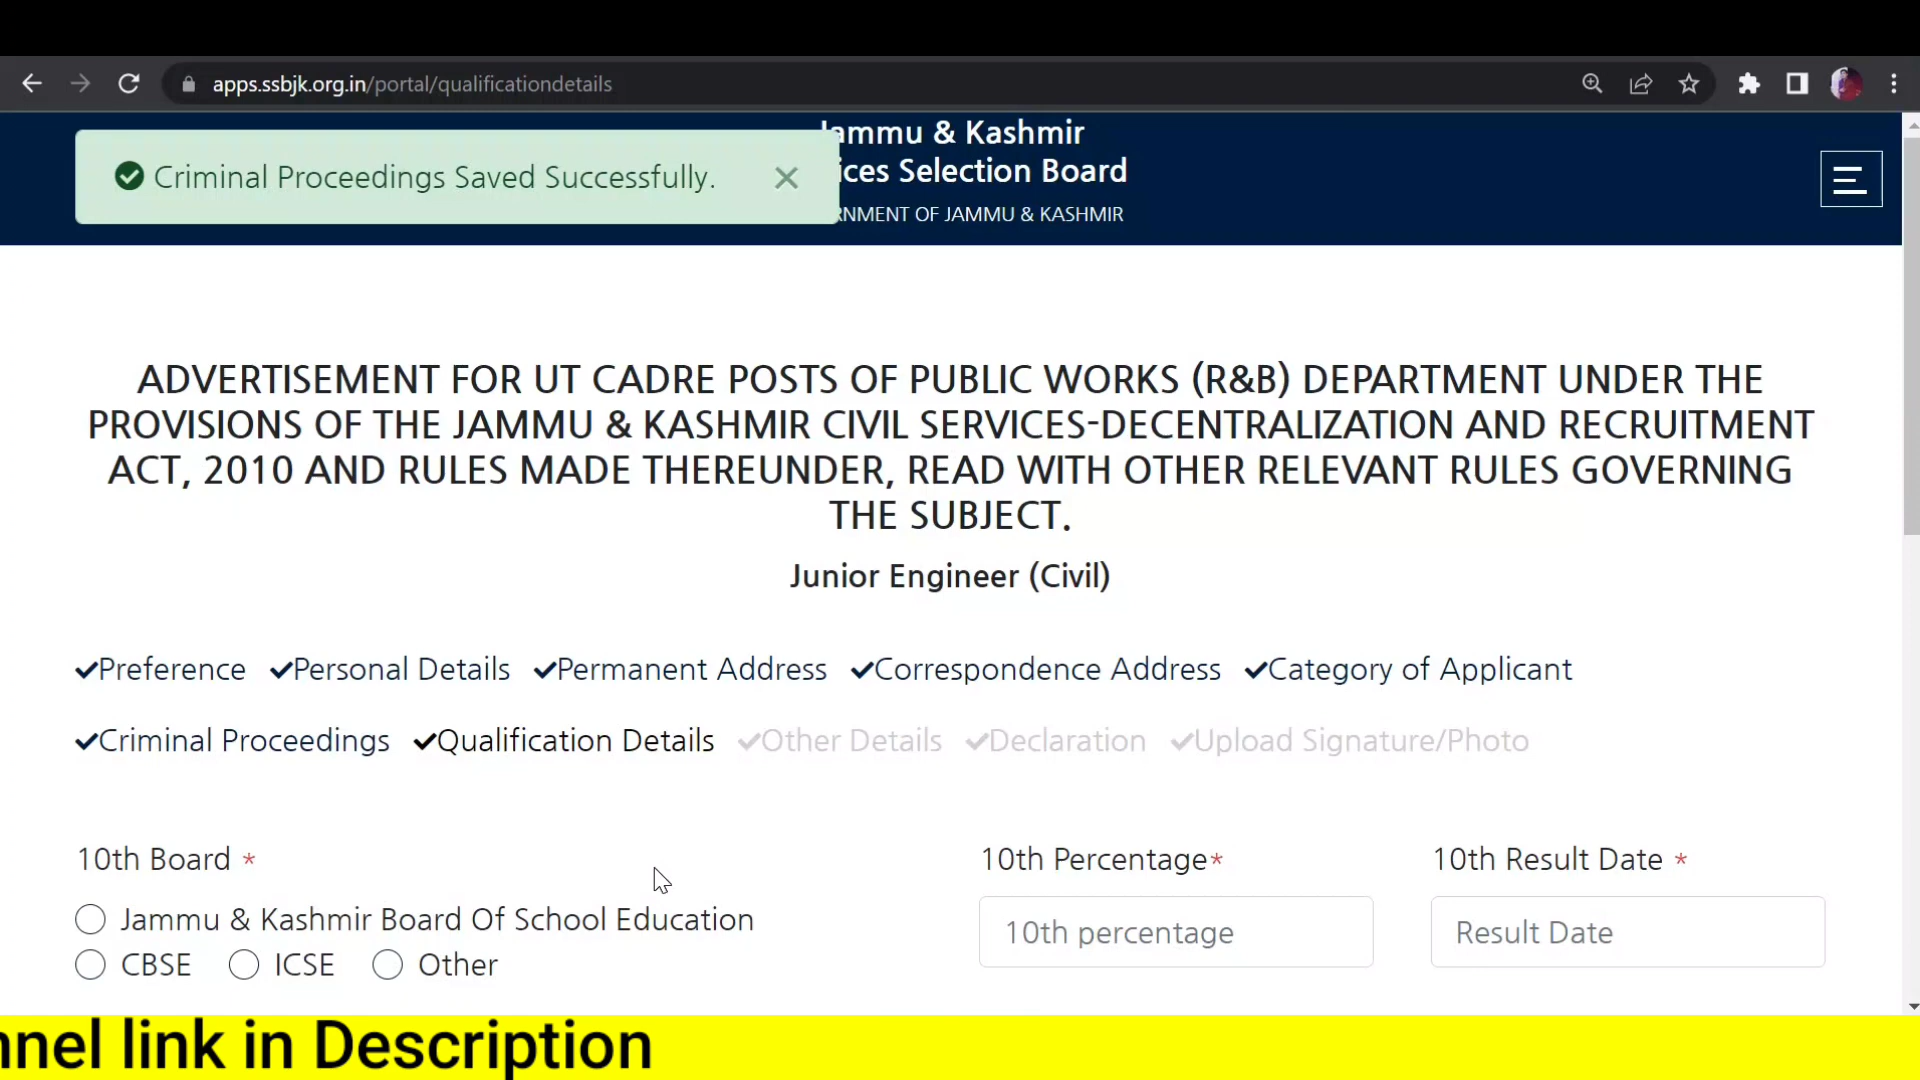 apps.ssbjk.org.in/portal/qualificationdetails
Criminal Proceedings Saved Successfully.
Jammu & Kashmir
ices Selection Board
RNMENT OF JAMMU & KASHMIR
ADVERTISEMENT FOR UT CADRE POSTS OF PUBLIC WORKS (R&B) DEPARTMENT UNDER THE
PROVISIONS OF THE JAMMU & KASHMIR CIVIL SERVICES-DECENTRALIZATION AND RECRUITMENT
ACT, 2010 AND RULES MADE THEREUNDER, READ WITH OTHER RELEVANT RULES GOVERNING
THE SUBJECT.
Junior Engineer (Civil)
Preference Personal Details Permanent Address Correspondence Address Category of Applicant
Criminal Proceedings Qualification Details Other Details Declaration Upload Signature/Photo
10th Board * 10th Percentage* 10th Result Date *
Jammu & Kashmir Board Of School Education 10th percentage Result Date
CBSE ICSE Other
nnel link in Description